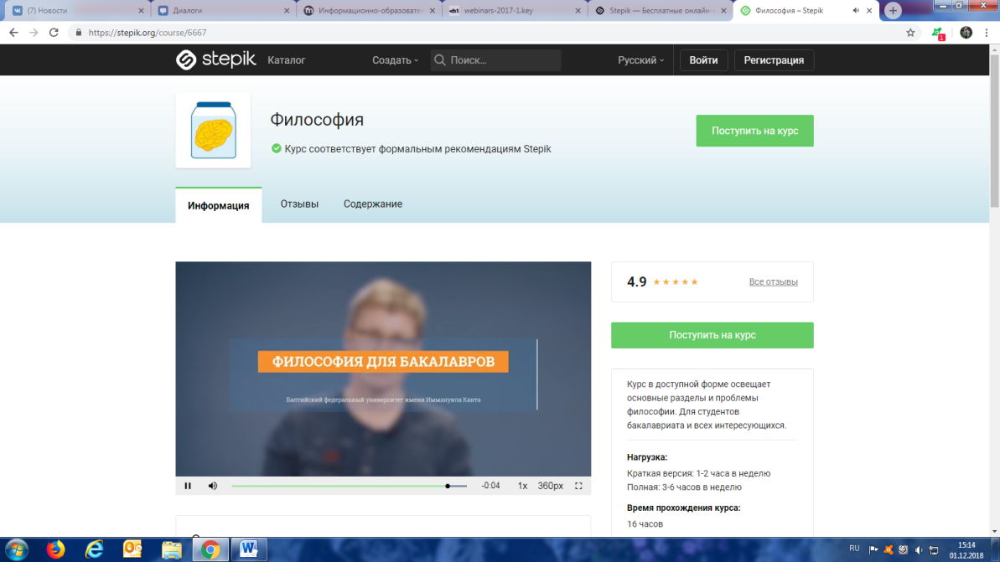 (7) Новости
Диалоги
Информационно-образовате
webinars-2017-1.key
Stepik — Бесплатные онлайн-
Философия – Stepik
https://stepik.org/course/6667
1
stepik
Каталог
Создать
Поиск...
Русский
Войти
Регистрация
Философия
Курс соответствует формальным рекомендациям Stepik
Поступить на курс
Информация
Отзывы
Содержание
ФИЛОСОФИЯ ДЛЯ БАКАЛАВРОВ
Балтийский федеральный университет имени Иммануила Канта
-0:04
1x
360px
4.9
Все отзывы
Поступить на курс
Курс в доступной форме освещает
основные разделы и проблемы
философии. Для студентов
бакалавриата и всех интересующихся.
Нагрузка:
Краткая версия: 1-2 часа в неделю
Полная: 3-6 часов в неделю
Время прохождения курса:
16 часов
RU
15:14
01.12.2018